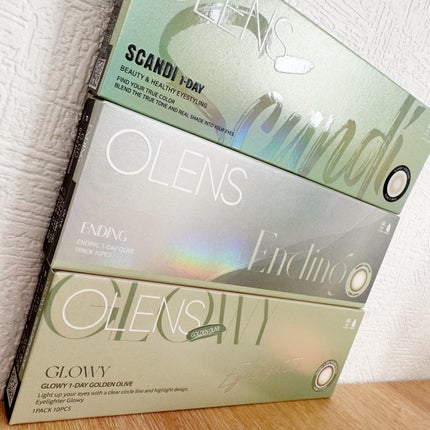 OLENS
SCANDI 1-DAY
BEAUTY & HEALTHY EYESTYLING
FIND YOUR TRUE COLOR
BLEND THE TRUE TONE AND REAL SHADE INTO YOUR EYES
Scandi
OLENS
ENDING
ENDING 1-DAY OLIVE
1PACK 10PCS
Ending
GLOWY
OLENS
GOLDEN OLIVE
GLOWY
GLOWY 1-DAY GOLDEN OLIVE
Light up your eyes with a clear circle line and highlight design,
Eyelighter Glowy.
1PACK 10PCS